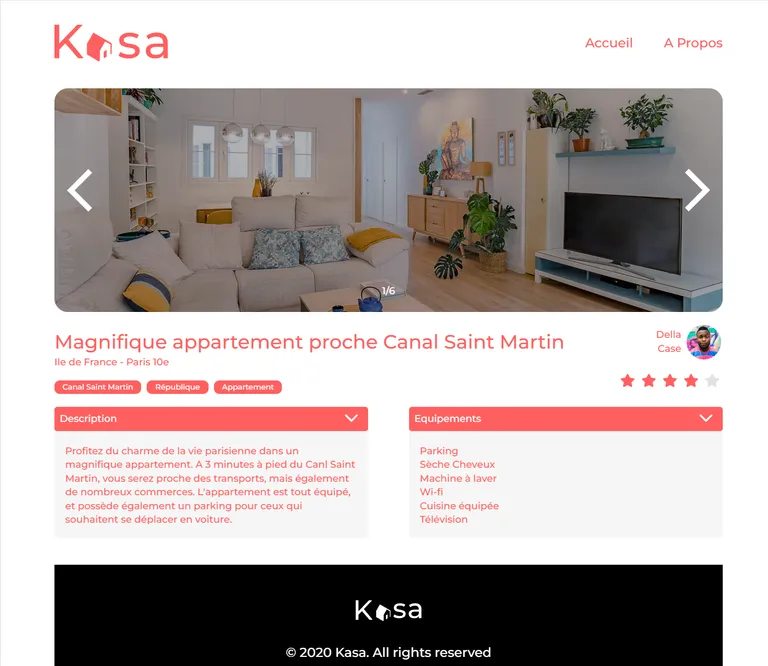 Kasa
Accueil
A Propos
1/6
Magnifique appartement proche Canal Saint Martin
Ile de France - Paris 10e
Della
Case
Canal Saint Martin
République
Appartement
Description
Profitez du charme de la vie parisienne dans un
magnifique appartement. A 3 minutes à pied du Canl Saint
Martin, vous serez proche des transports, mais également
de nombreux commerces. L'appartement est tout équipé,
et possède également un parking pour ceux qui
souhaitent se déplacer en voiture.
Equipements
Parking
Sèche Cheveux
Machine à laver
Wi-fi
Cuisine équipée
Télévision
Kasa
© 2020 Kasa. All rights reserved